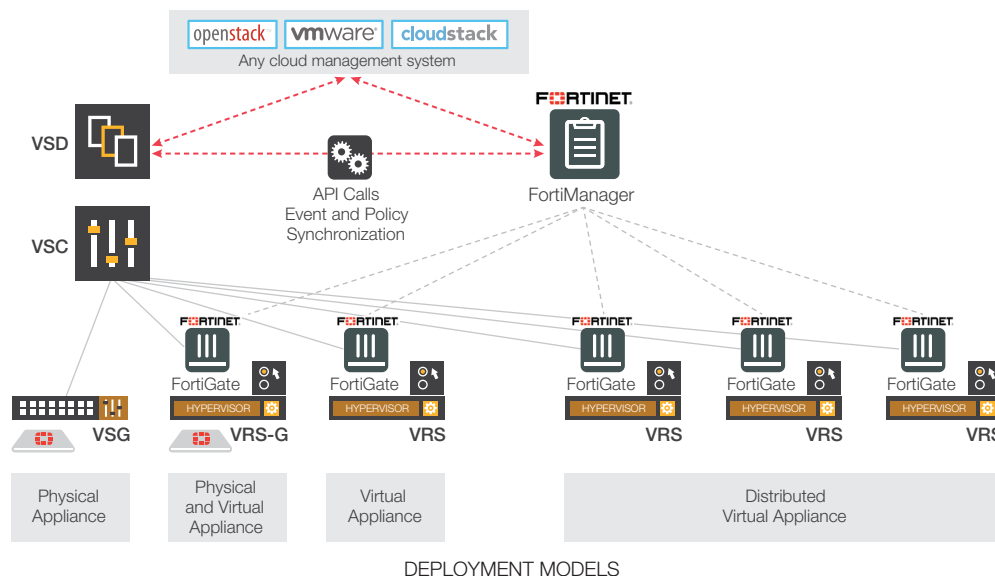 openstack vmware cloudstack
Any cloud management system
FORTINET
VSD
API Calls
Event and Policy
Synchronization
FortiManager
VSC
FORTINET FORTINET FORTINET FORTINET FORTINET
FortiGate FortiGate FortiGate FortiGate FortiGate
HYPERVISOR HYPERVISOR HYPERVISOR HYPERVISOR HYPERVISOR
VSG VRS-G VRS VRS VRS VRS
Physical
Appliance
Physical
and Virtual
Appliance
Virtual
Appliance
Distributed
Virtual Appliance
DEPLOYMENT MODELS